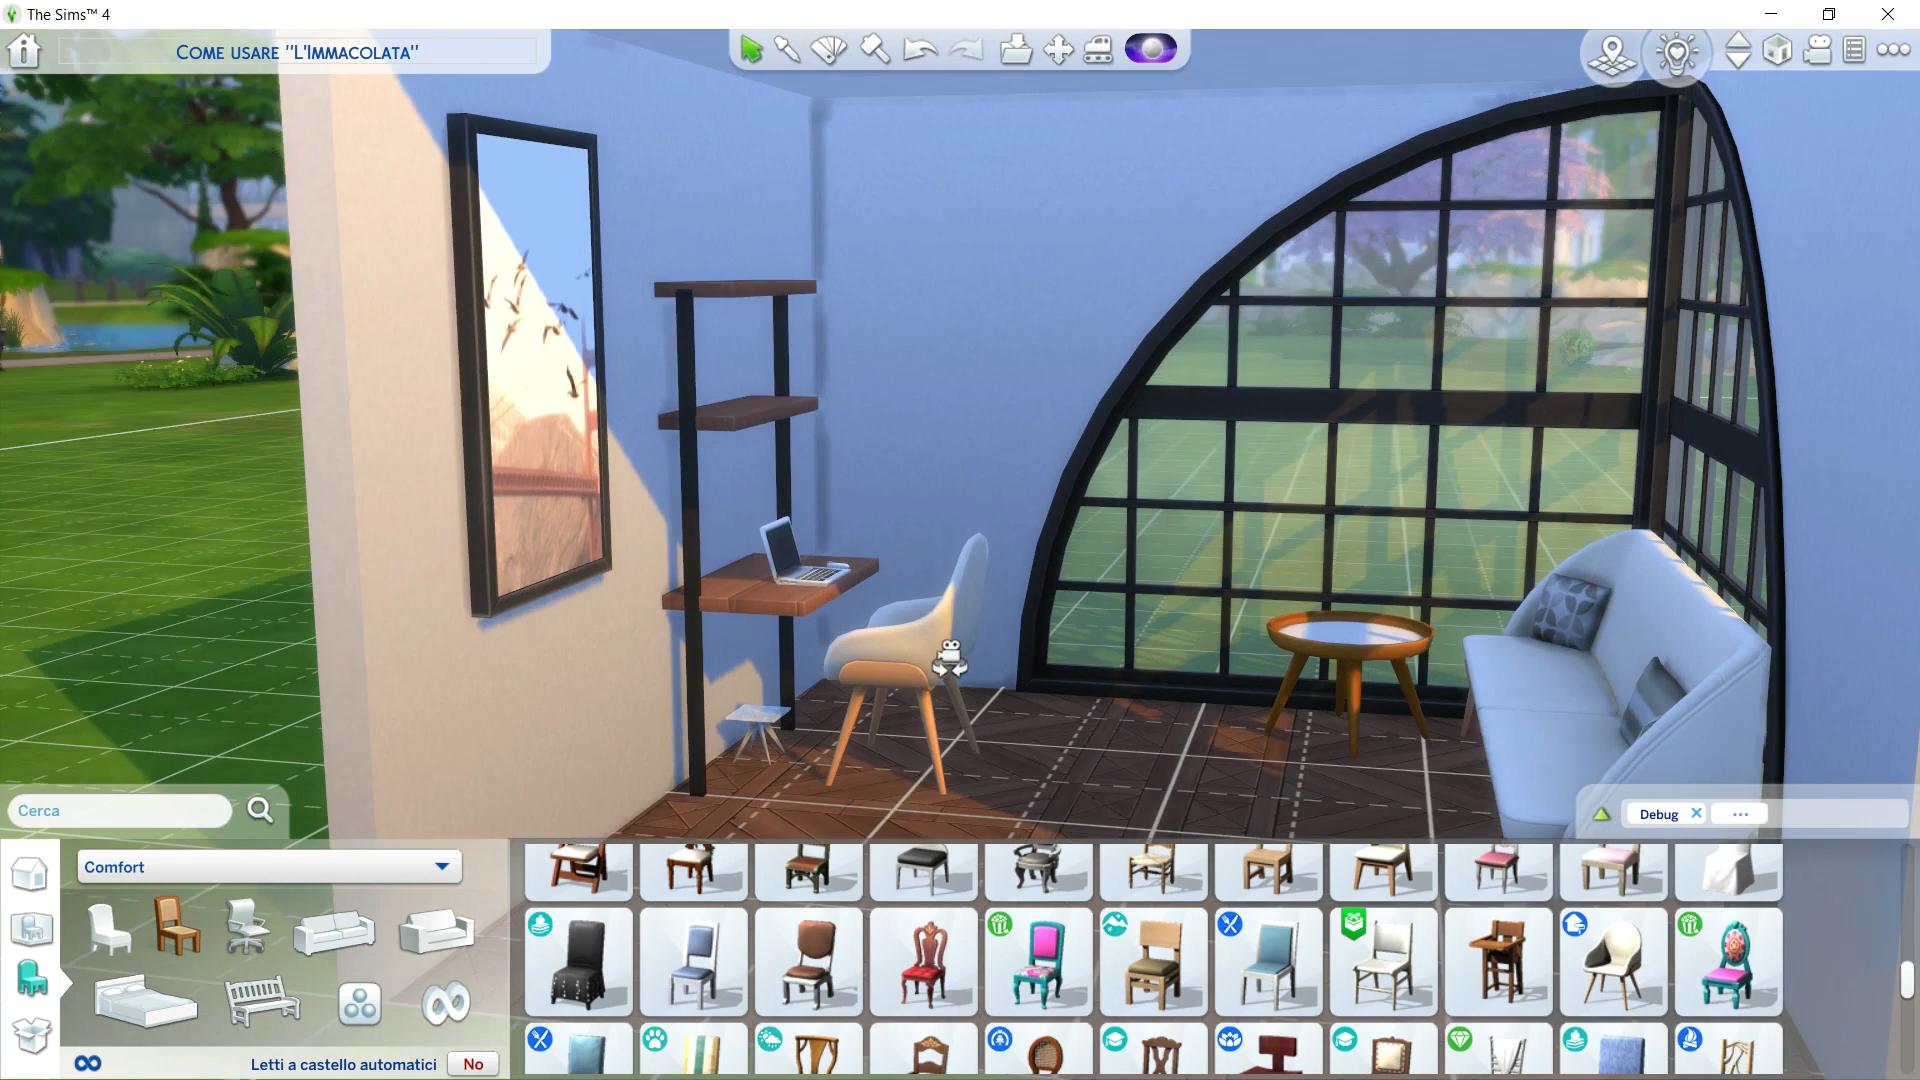 The Sims™ 4
Come usare "L'Immacolata"
Cerca
Debug
Comfort
Letti a castello automatici
No